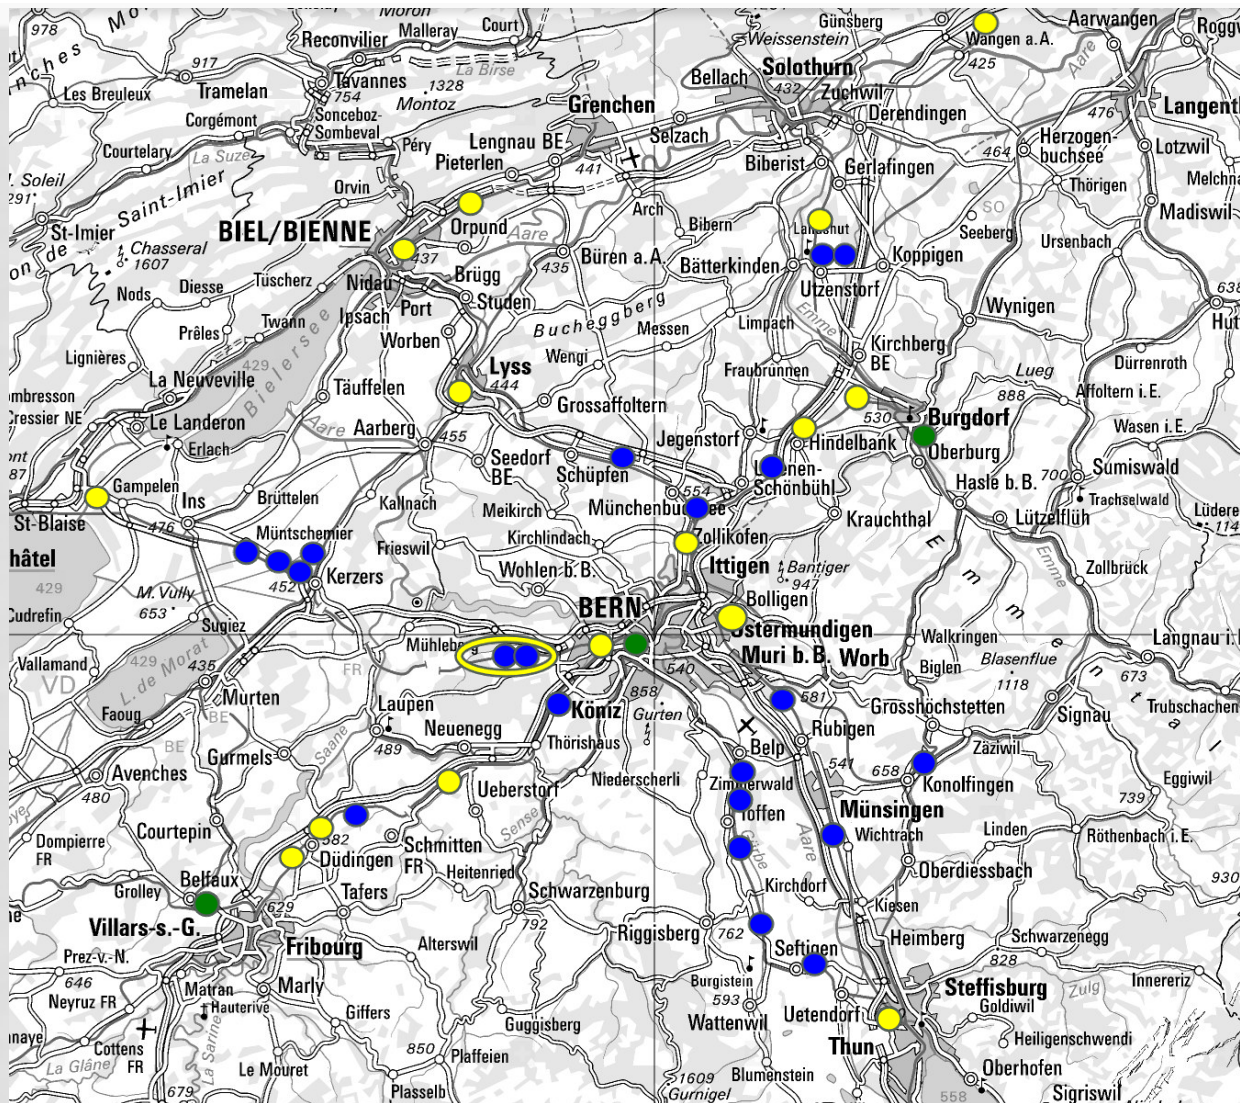 978
Moron
Malleray
Court
Reconvilier
La Birse
Weissenstein
Günsberg
Wangen a.A.
425
Aarwangen
Les Breuleux
917
Tramelan
Tavannes
754
1328
Montoz
Bellach
Solothurn
432
Zuchwil
Aare
476
Corgémont
Sonceboz-
Sombeval
Péry
Lengnau BE
Grenchen
Selzach
Derendingen
Herzogen-
buchsee
464
Courtelary
La Suze
Pieterlen
441
Biberist
Gerlafingen
Lotzwil
Orvin
Thörigen
Saint-Imier
St-Imier
Chasseral
1607
BIEL/BIENNE
Orpund
437
Aare
Arch
Bibern
SO
Seeberg
Madiswil
Ursenbach
Büren a.A.
435
Bätterkinden
Utzenstorf
Koppigen
Nods
Diesse
Tüscherz
Nidau
Brügg
Port
Studen
Ipsach
Bucheggberg
Messen
Limpach
Emme
Wynigen
Prêles
Twann
Worben
Lignières
Bielersee
429
Lyss
444
Wengi
Fraubrunnen
Kirchberg
BE
Dürrenroth
La Neuveville
Täuffelen
Grossaffoltern
Lueg
888
Affoltern i.E.
Cressier NE
Le Landeron
Erlach
Aare
Aarberg
455
Jegenstorf
Hindelbank
530
Burgdorf
Oberburg
Wasen i.E.
Seedorf
BE
Schüpfen
Schönbühl
Sumiswald
700
Trachselwald
Gampelen
Ins
Brüttelen
Kallnach
554
Hasle b.B.
St-Blaise
476
Müntschemier
Meikirch
Krauchthal
Lützelflüh
Frieswil
Kirchlindach
Zollikofen
Ittigen
Bantiger
947
Emme
429
M. Vully
653
452
Kerzers
Wohlen b.B.
BERN
Bolligen
Zollbrück
Cudrefin
Sugiez
Ostermundigen
Muri b.B.
Worb
Walkringen
Emmental
Vallamand
VD
429
L. de Morat
435
FR
540
Biglen
Blasenflue
1118
673
Murten
Laupen
858
Gurten
581
Grosshöchstetten
Signau
Trubschachen
Faoug
BE
BE
Saane
489
Neuenegg
Köniz
Thörishaus
Belp
Rubigen
Zäziwil
Gurmels
Niederscherli
Zimmerwald
541
658
Konolfingen
Eggiwil
Avenches
480
Ueberstorf
Toffen
Münsingen
739
Courtepin
Sense
Gürbe
Aare
Wichtrach
Linden
Röthenbach i.E.
Dompierre
FR
582
Düdingen
Schmitten
FR
Heitenried
Oberdiessbach
Grolley
Belfaux
Tafers
Schwarzenburg
Kirchdorf
Kiesen
930
Villars-s.-G.
629
Fribourg
792
Riggisberg
762
Seftigen
Heimberg
Schwarzenegg
828
Prez-v.-N.
646
Alterswil
Burgistein
593
Steffisburg
Zulg
Innereriz
Neyruz FR
Matran
Marly
Hauterive
Giffers
Guggisberg
Wattenwil
Uetendorf
Goldiwil
Heiligenschwendi
Cottens
FR
La Glâne
La Sarine
Le Mouret
850
Plaffeien
Thun
Oberhofen
679
Plasselb
1609
Gurnigel
Blumenstein
558
Sigriswil